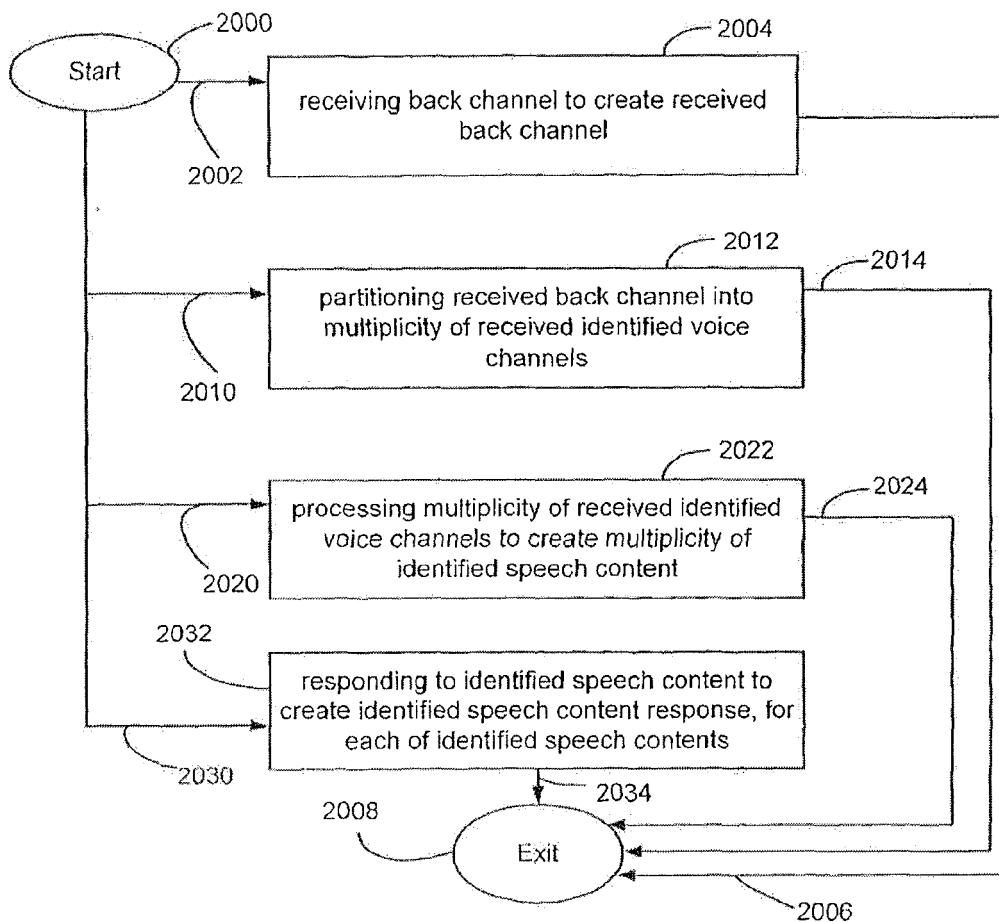 2000
Start
2004
receiving back channel to create received
back channel
2002
2012
2014
partitioning received back channel into
multiplicity of received identified voice
channels
2010
2022
2024
processing multiplicity of received identified
voice channels to create multiplicity of
identified speech content
2020
2032
responding to identified speech content to
create identified speech content response, for
each of identified speech contents
2030
2034
2008
Exit
2006